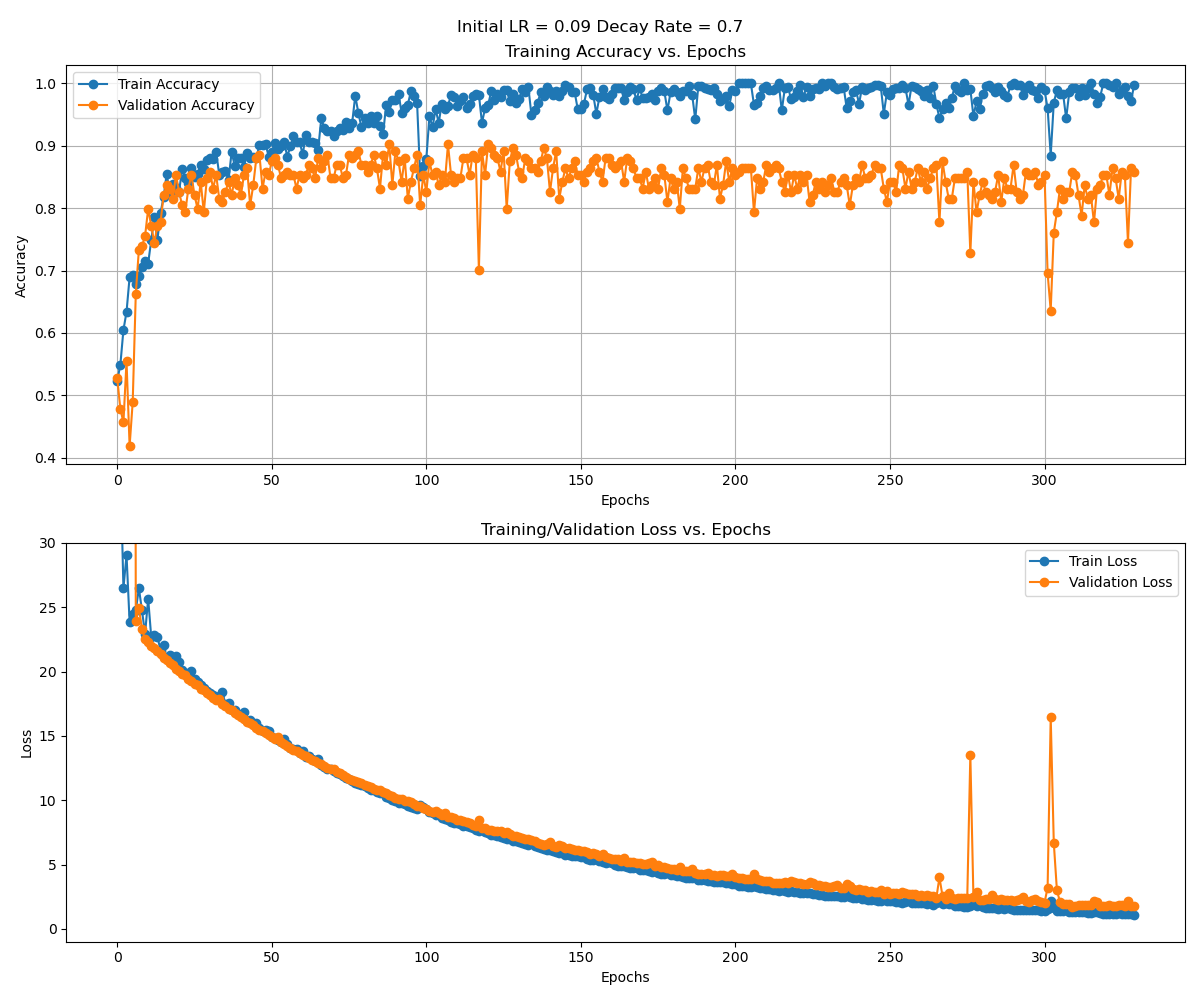 Initial LR = 0.09 Decay Rate = 0.7
Training Accuracy vs. Epochs
Train Accuracy
Validation Accuracy
1.0
0.9
0.8
0.7
0.6
0.5
0.4
Accuracy
0 50 100 150 200 250 300
Epochs
Training/Validation Loss vs. Epochs
Train Loss
Validation Loss
30
25
20
15
10
5
0
Loss
0 50 100 150 200 250 300
Epochs